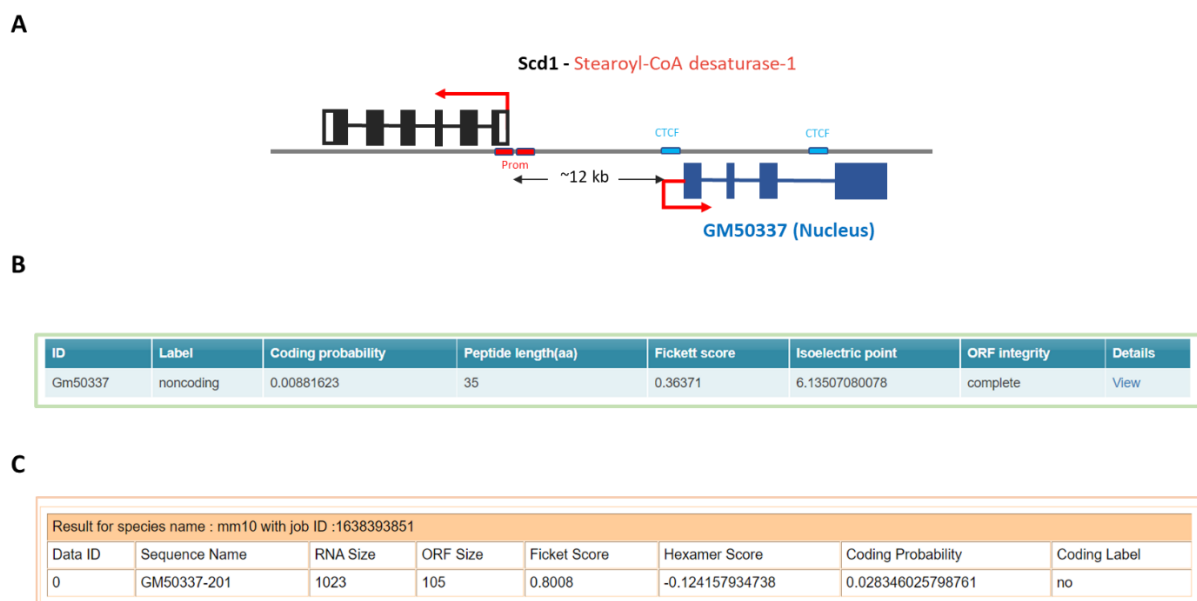 A
Scd1 - Stearoyl-CoA desaturase-1
CTCF CTCF
Prom
~12 kb
GM50337 (Nucleus)
B
ID Label Coding probability Peptide length(aa) Fickett score Isoelectric point ORF integrity Details
Gm50337 noncoding 0.00881623 35 0.36371 6.13507080078 complete View
C
Result for species name : mm10 with job ID :1638393851
Data ID Sequence Name RNA Size ORF Size Ficket Score Hexamer Score Coding Probability Coding Label
0 GM50337-201 1023 105 0.8008 -0.124157934738 0.028346025798761 no